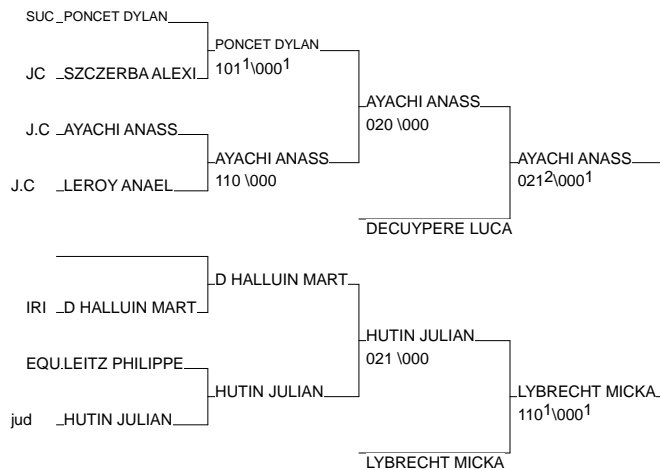 SUC PONCET DYLAN
PONCET DYLAN
101¹\000¹
JC SZCZERBA ALEXI
AYACHI ANASS
020 \000
J.C AYACHI ANASS
AYACHI ANASS
110 \000
AYACHI ANASS
021²\000¹
J.C LEROY ANAEL
DECUYPERE LUCA
D HALLUIN MART
IRI D HALLUIN MART
HUTIN JULIAN
021 \000
EQU.LEITZ PHILIPPE
HUTIN JULIAN
LYBRECHT MICKA
110¹\000¹
jud HUTIN JULIAN
LYBRECHT MICKA